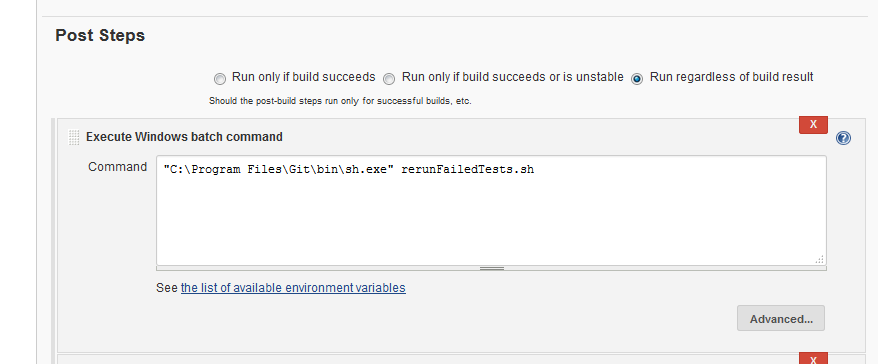 Post Steps
Run only if build succeeds Run only if build succeeds or is unstable Run regardless of build result
Should the post-build steps run only for successful builds, etc.
X
Execute Windows batch command
?
Command "C:\Program Files\Git\bin\sh.exe" rerunFailedTests.sh
See the list of available environment variables
Advanced...
X